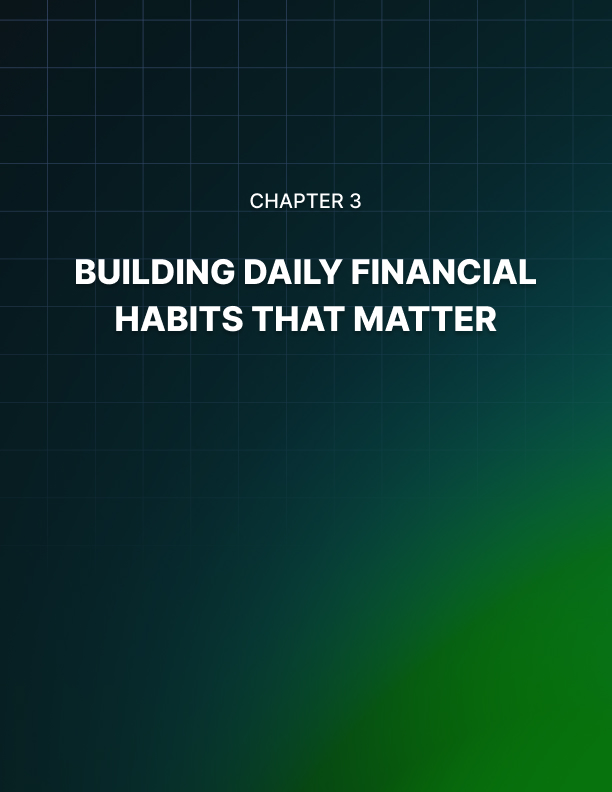 CHAPTER 3
BUILDING DAILY FINANCIAL
HABITS THAT MATTER